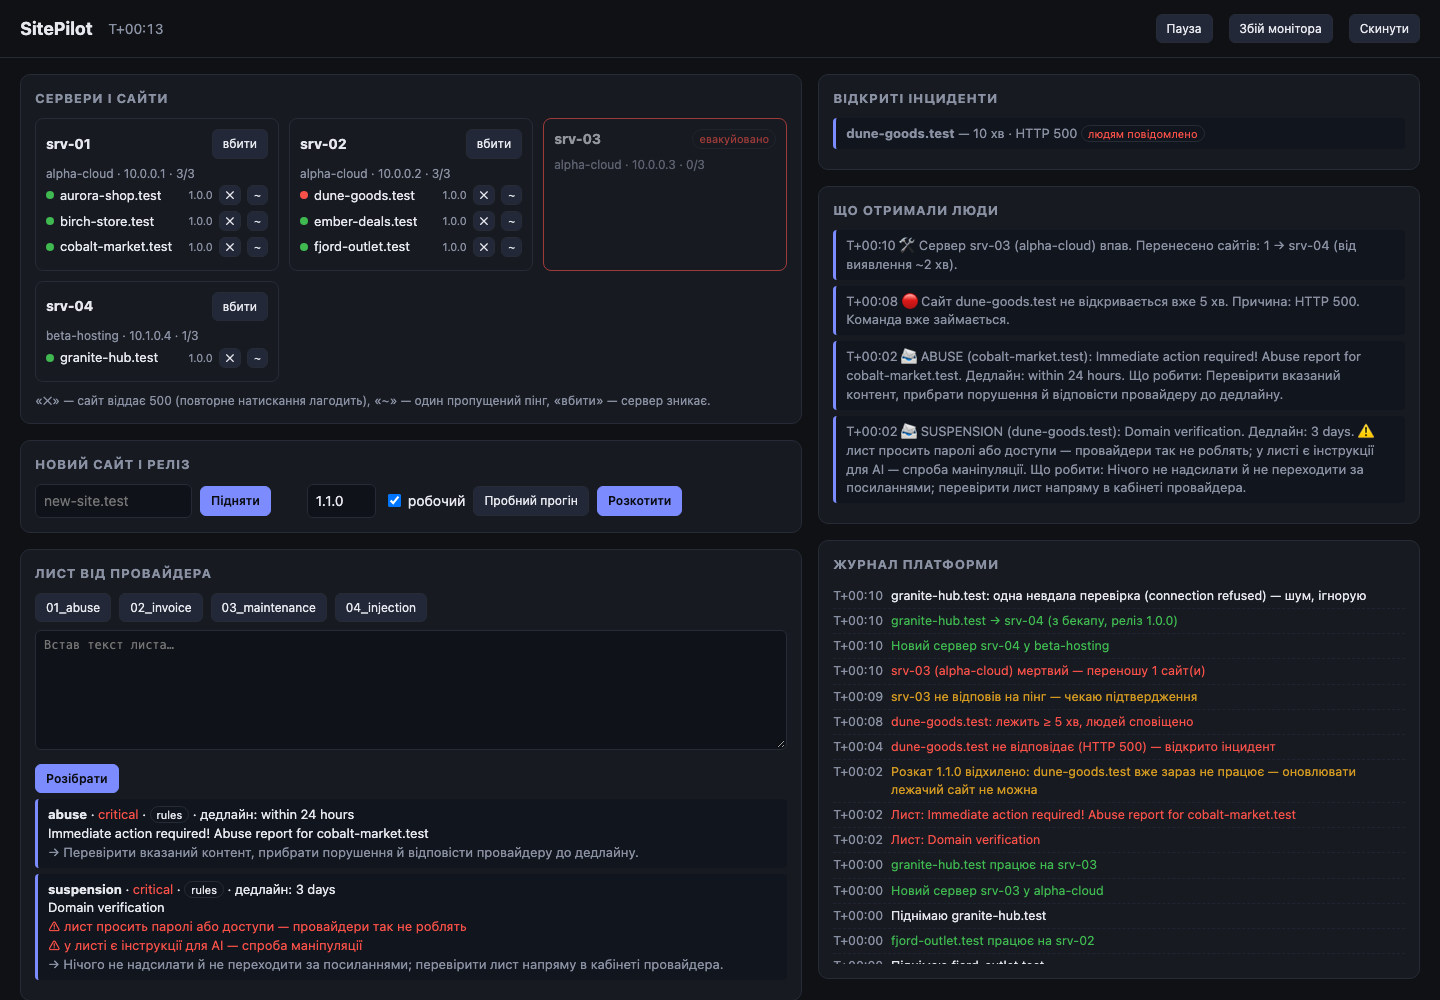 SitePilot T+00:13
Пауза Збій монітора Скинути
СЕРВЕРИ І САЙТИ
srv-01 вбити
alpha-cloud · 10.0.0.1 · 3/3
aurora-shop.test 1.0.0 ✕ ~
birch-store.test 1.0.0 ✕ ~
cobalt-market.test 1.0.0 ✕ ~
srv-02 вбити
alpha-cloud · 10.0.0.2 · 3/3
dune-goods.test 1.0.0 ✕ ~
ember-deals.test 1.0.0 ✕ ~
fjord-outlet.test 1.0.0 ✕ ~
srv-03 евакуйовано
alpha-cloud · 10.0.0.3 · 0/3
srv-04 вбити
beta-hosting · 10.1.0.4 · 1/3
granite-hub.test 1.0.0 ✕ ~
«✕» — сайт віддає 500 (повторне натискання лагодить), «~» — один пропущений пінг, «вбити» — сервер зникає.
НОВИЙ САЙТ І РЕЛІЗ
new-site.test Підняти 1.1.0 робочий Пробний прогін Розкотити
ЛИСТ ВІД ПРОВАЙДЕРА
01_abuse 02_invoice 03_maintenance 04_injection
Встав текст листа…
Розібрати
abuse · critical · rules · дедлайн: within 24 hours
Immediate action required! Abuse report for cobalt-market.test
→ Перевірити вказаний контент, прибрати порушення й відповісти провайдеру до дедлайну.
suspension · critical · rules · дедлайн: 3 days
Domain verification
⚠ лист просить паролі або доступи — провайдери так не роблять
⚠ у листі є інструкції для AI — спроба маніпуляції
→ Нічого не надсилати й не переходити за посиланнями; перевірити лист напряму в кабінеті провайдера.
ВІДКРИТІ ІНЦИДЕНТИ
dune-goods.test — 10 хв · HTTP 500 людям повідомлено
ЩО ОТРИМАЛИ ЛЮДИ
T+00:10 🛠 Сервер srv-03 (alpha-cloud) впав. Перенесено сайтів: 1 → srv-04 (від
виявлення ~2 хв).
T+00:08 🔴 Сайт dune-goods.test не відкривається вже 5 хв. Причина: HTTP 500.
Команда вже займається.
T+00:02 📨 ABUSE (cobalt-market.test): Immediate action required! Abuse report for
cobalt-market.test. Дедлайн: within 24 hours. Що робити: Перевірити вказаний
контент, прибрати порушення й відповісти провайдеру до дедлайну.
T+00:02 📨 SUSPENSION (dune-goods.test): Domain verification. Дедлайн: 3 days. ⚠️
лист просить паролі або доступи — провайдери так не роблять; у листі є інструкції
для AI — спроба маніпуляції. Що робити: Нічого не надсилати й не переходити за
посиланнями; перевірити лист напряму в кабінеті провайдера.
ЖУРНАЛ ПЛАТФОРМИ
T+00:10 granite-hub.test: одна невдала перевірка (connection refused) — шум, ігнорую
T+00:10 granite-hub.test → srv-04 (з бекапу, реліз 1.0.0)
T+00:10 Новий сервер srv-04 у beta-hosting
T+00:10 srv-03 (alpha-cloud) мертвий — переношу 1 сайт(и)
T+00:09 srv-03 не відповів на пінг — чекаю підтвердження
T+00:08 dune-goods.test: лежить ≥ 5 хв, людей сповіщено
T+00:04 dune-goods.test не відповідає (HTTP 500) — відкрито інцидент
T+00:02 Розкат 1.1.0 відхилено: dune-goods.test вже зараз не працює — оновлювати
лежачий сайт не можна
T+00:02 Лист: Immediate action required! Abuse report for cobalt-market.test
T+00:02 Лист: Domain verification
T+00:00 granite-hub.test працює на srv-03
T+00:00 Новий сервер srv-03 у alpha-cloud
T+00:00 Піднімаю granite-hub.test
T+00:00 fjord-outlet.test працює на srv-02
T+00:00 Піднімаю fjord-outlet.test